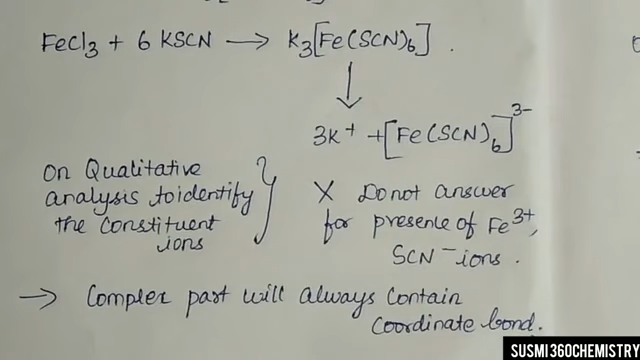 FeCl₃ + 6 KSCN → K₃[Fe(SCN)₆] .
↓
3K⁺ + [Fe(SCN)₆]³⁻
On Qualitative
analysis to identify
the constituent
ions
X Do not answer
for presence of Fe³⁺,
SCN⁻ ions .
→ Complex part will always contain
coordinate bond.
SUSMI360CHEMISTRY